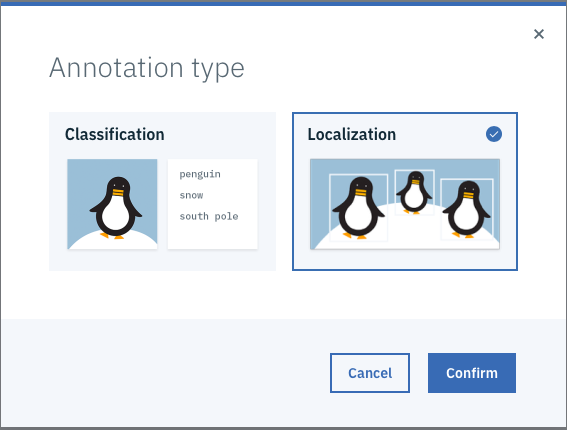 Annotation type
Classification
penguin
snow
south pole
Localization
Cancel
Confirm